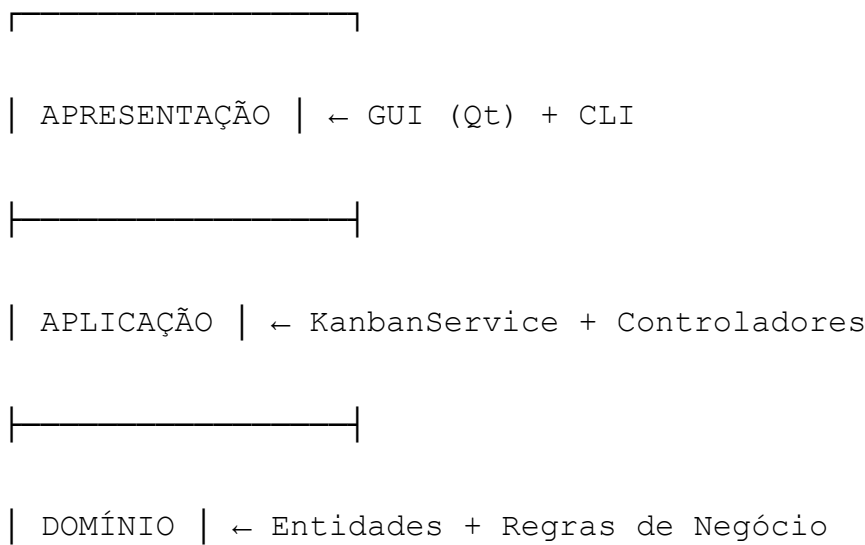 ┌─────────────────┐
│ APRESENTAÇÃO │ ← GUI (Qt) + CLI
├─────────────────┤
│ APLICAÇÃO │ ← KanbanService + Controladores
├─────────────────┤
│ DOMÍNIO │ ← Entidades + Regras de Negócio